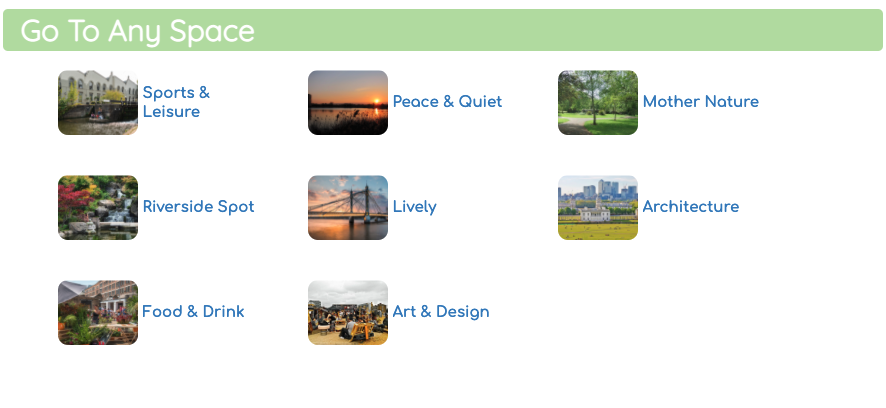 Go To Any Space
Sports &
Leisure
Peace & Quiet
Mother Nature
Riverside Spot
Lively
Architecture
Food & Drink
Art & Design